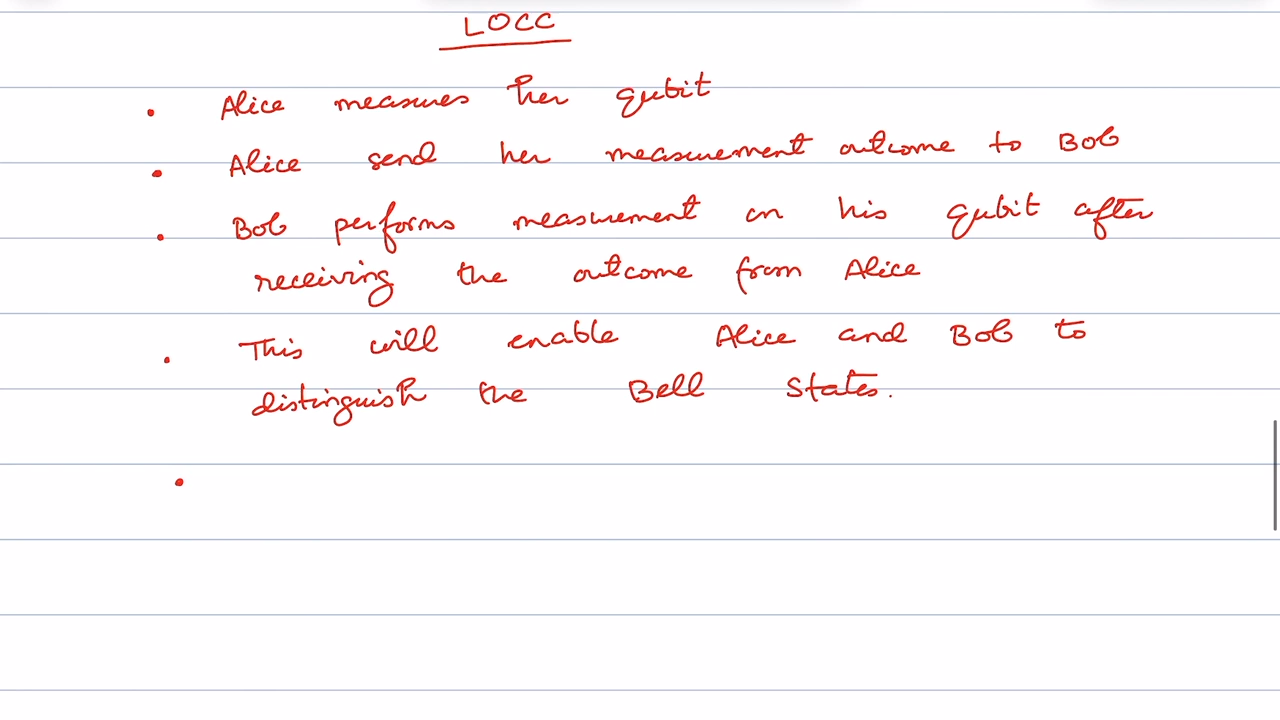 LOCC
• Alice measures her qubit
• Alice send her measurement outcome to Bob
• Bob performs measurement on his qubit after
receiving the outcome from Alice
• This will enable Alice and Bob to
distinguish the Bell States.
•